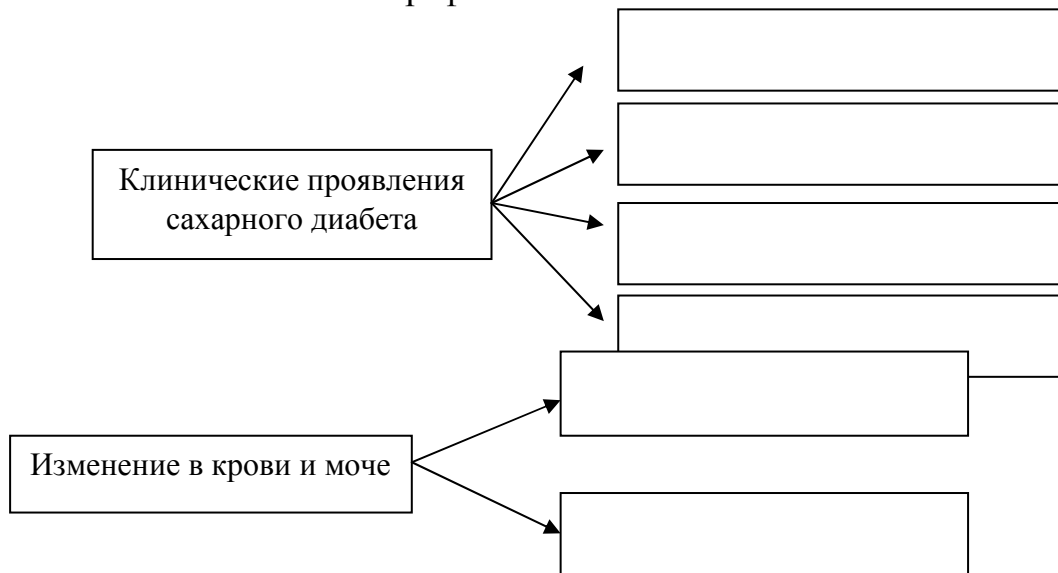 Клинические проявления
сахарного диабета
Изменение в крови и моче